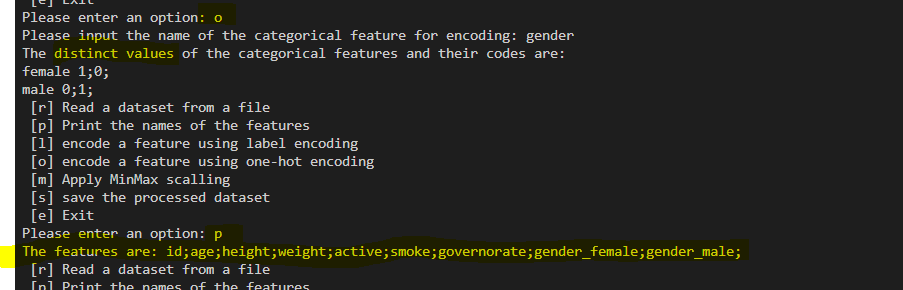 [e] Exit
Please enter an option: o
Please input the name of the categorical feature for encoding: gender
The distinct values of the categorical features and their codes are:
female 1;0;
male 0;1;
[r] Read a dataset from a file
[p] Print the names of the features
[l] encode a feature using label encoding
[o] encode a feature using one-hot encoding
[m] Apply MinMax scalling
[s] save the processed dataset
[e] Exit
Please enter an option: p
The features are: id;age;height;weight;active;smoke;governorate;gender_female;gender_male;
[r] Read a dataset from a file
[p] Print the names of the features